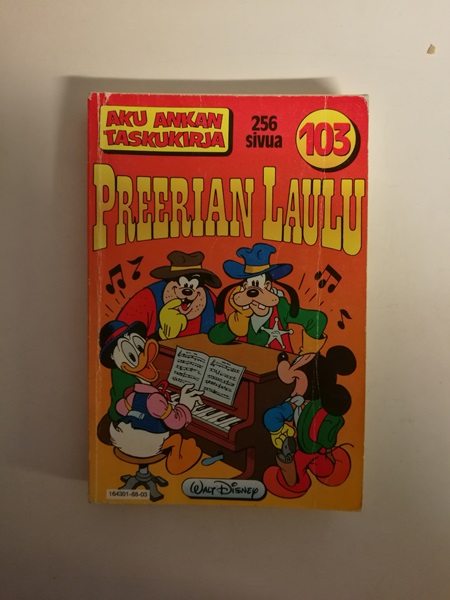 AKU ANKAN
TASKUKIRJA
256
sivua
103
PREERIAN LAULU
WALT DISNEY
164301-88-03